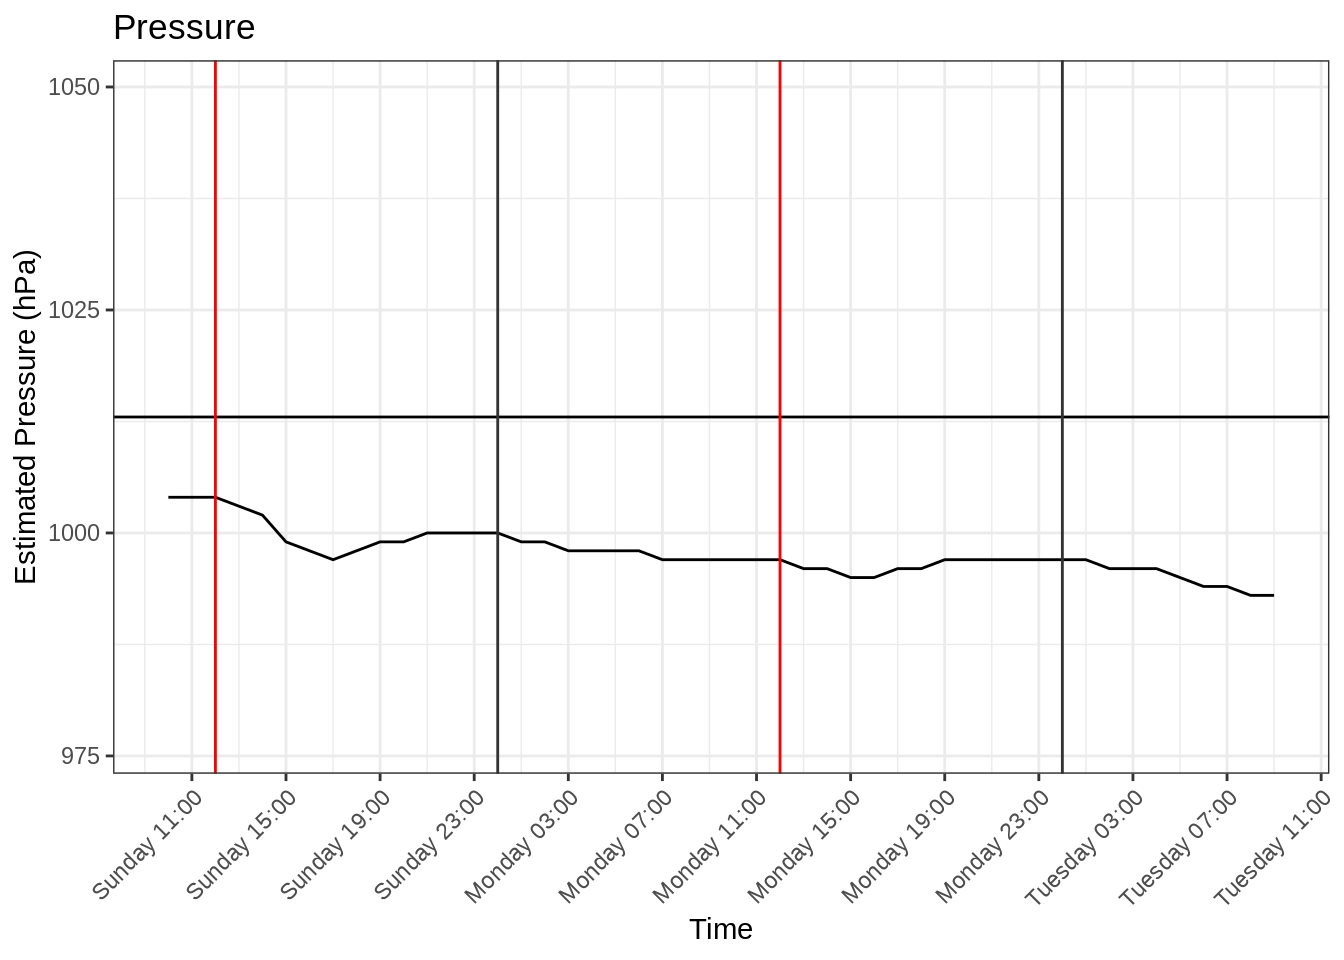 Pressure
Estimated Pressure (hPa)
1050
1025
1000
975
Sunday 11:00
Sunday 15:00
Sunday 19:00
Sunday 23:00
Monday 03:00
Monday 07:00
Monday 11:00
Monday 15:00
Monday 19:00
Monday 23:00
Tuesday 03:00
Tuesday 07:00
Tuesday 11:00
Time